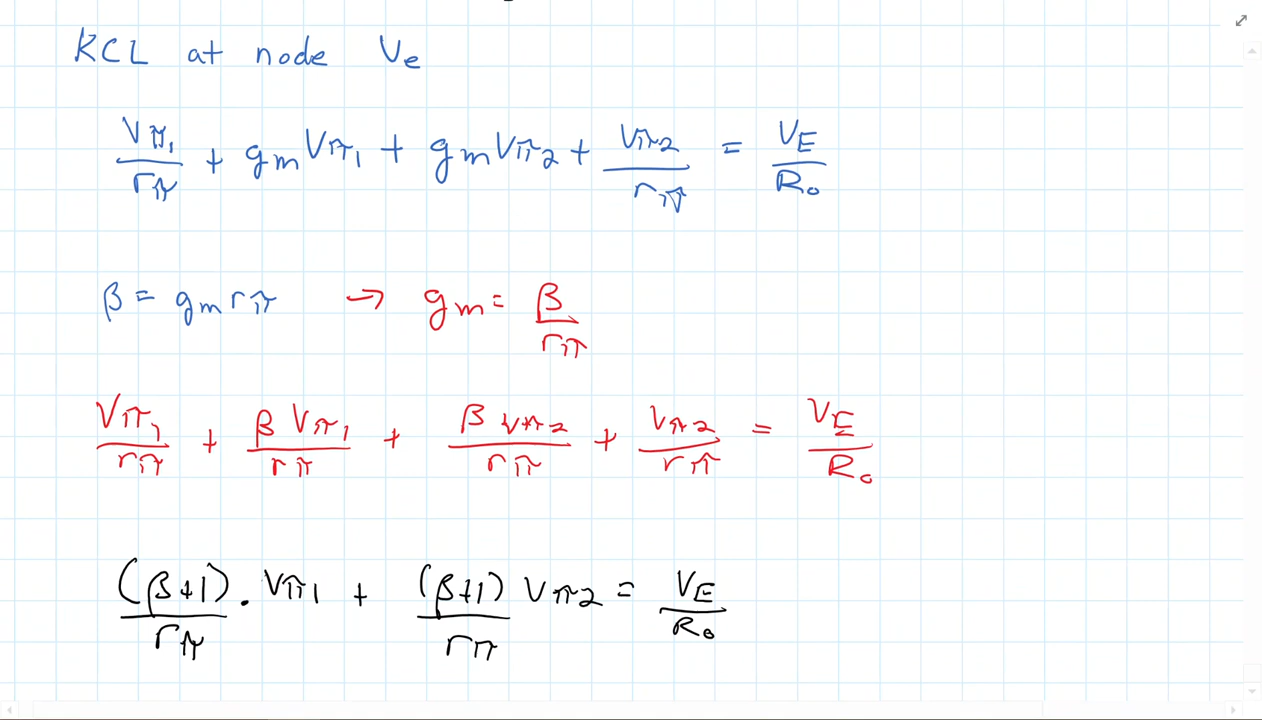 KCL at node Ve
Vπ1/rπ + gmVπ1 + gmVπ2 + Vπ2/rπ = VE/Ro
β = gmrπ → gm = β/rπ
Vπ1/rπ + βVπ1/rπ + βVπ2/rπ + Vπ2/rπ = VE/Ro
(β+1)/rπ · Vπ1 + (β+1)/rπ Vπ2 = VE/Ro